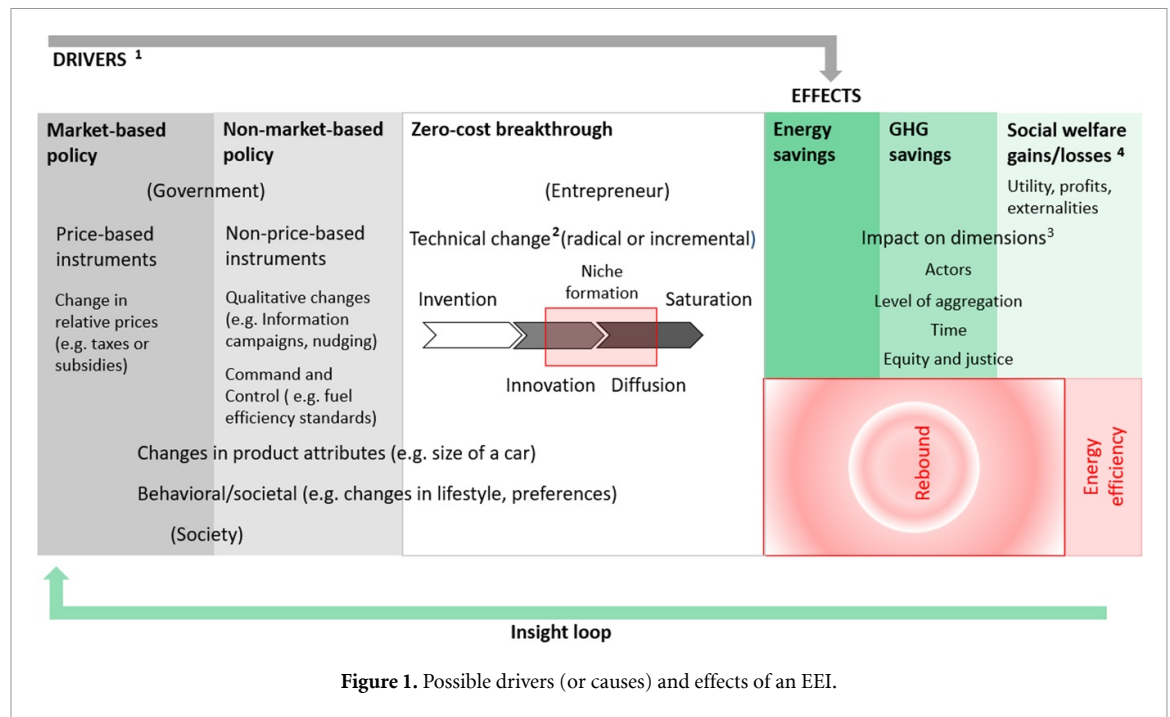 DRIVERS 1
EFFECTS
Market-based
policy
Non-market-based
policy
(Government)
Price-based
instruments
Non-price-based
instruments
Change in
relative prices
(e.g. taxes or
subsidies)
Qualitative changes
(e.g. Information
campaigns, nudging)
Command and
Control ( e.g. fuel
efficiency standards)
Zero-cost breakthrough
(Entrepreneur)
Technical change2 (radical or incremental)
Niche
formation
Invention
Saturation
Innovation
Diffusion
Changes in product attributes (e.g. size of a car)
Behavioral/societal (e.g. changes in lifestyle, preferences)
(Society)
Energy
savings
GHG
savings
Social welfare
gains/losses 4
Utility, profits,
externalities
Impact on dimensions3
Actors
Level of aggregation
Time
Equity and justice
Rebound
Energy
efficiency
Insight loop
Figure 1. Possible drivers (or causes) and effects of an EEI.